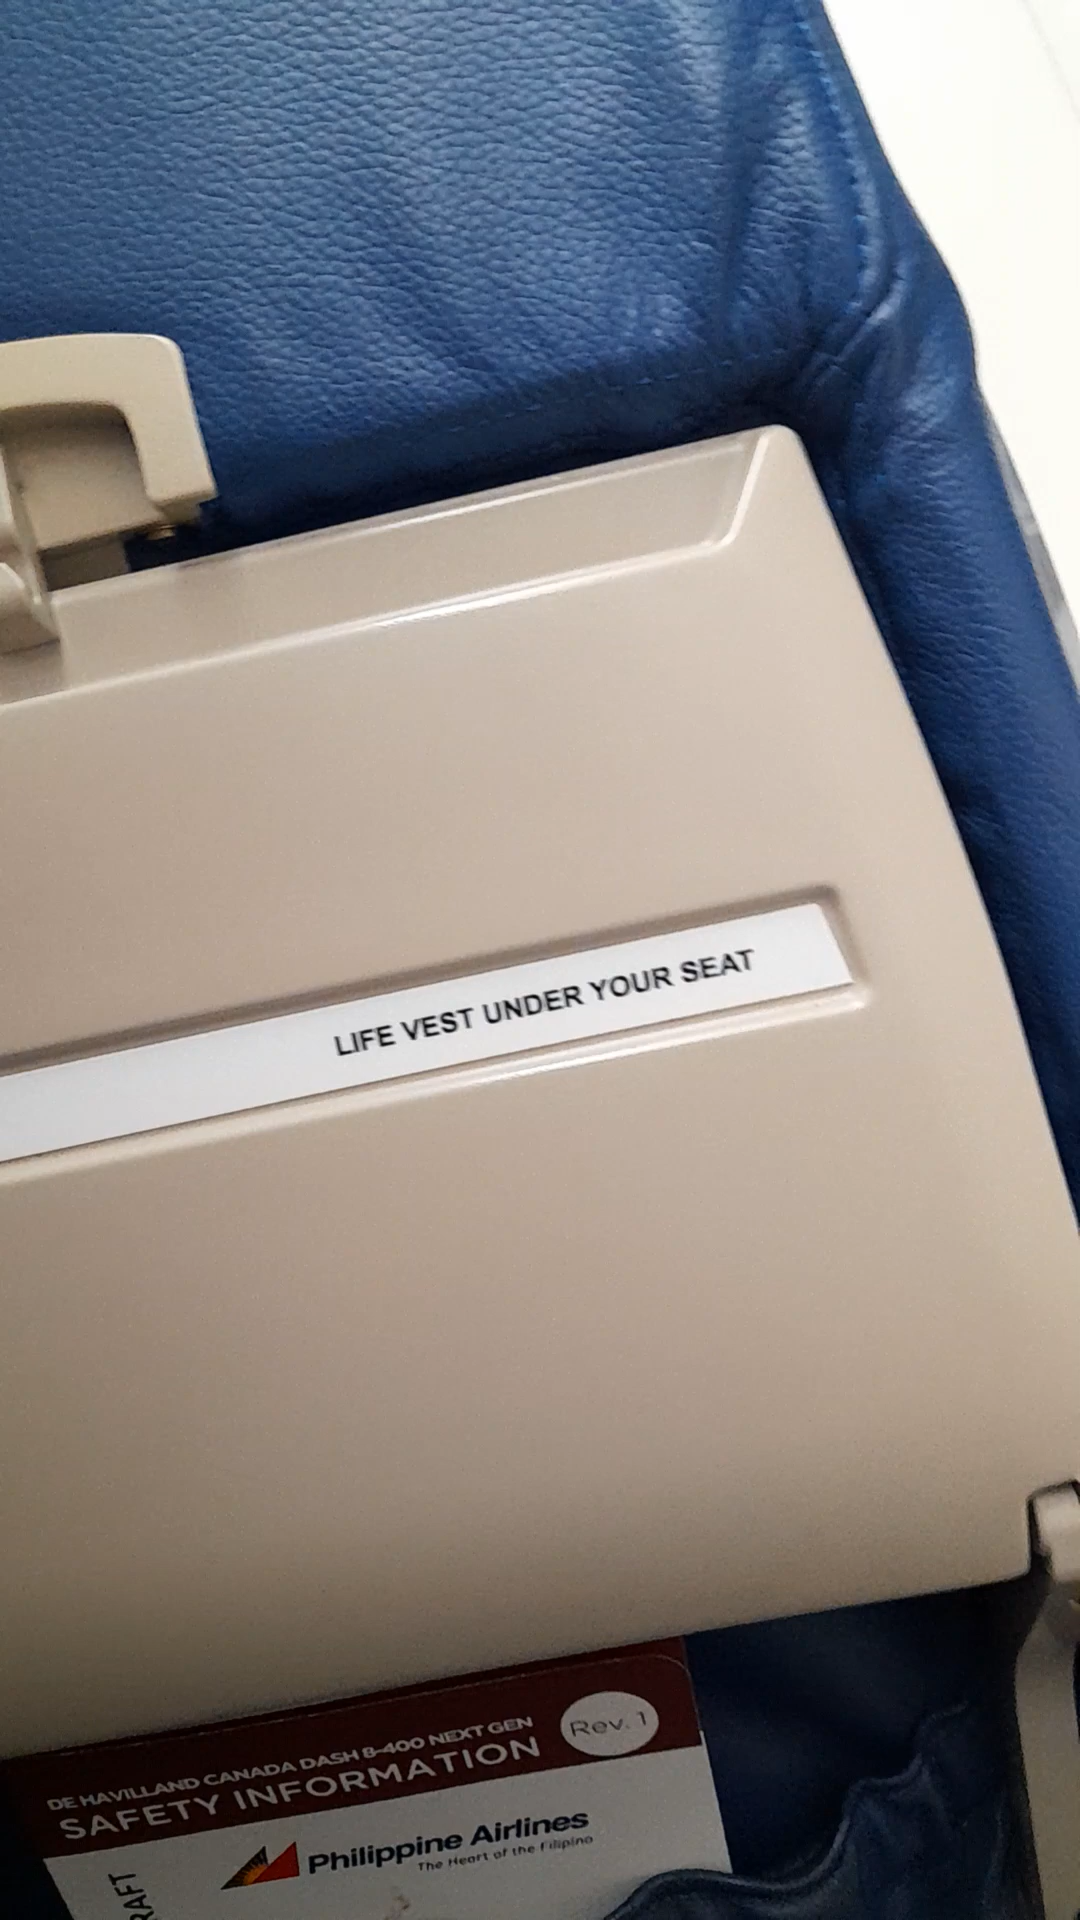 LIFE VEST UNDER YOUR SEAT
DE HAVILLAND CANADA DASH 8-400 NEXT GEN
SAFETY INFORMATION
Rev. 1
Philippine Airlines
The Heart of the Filipino
RAFT